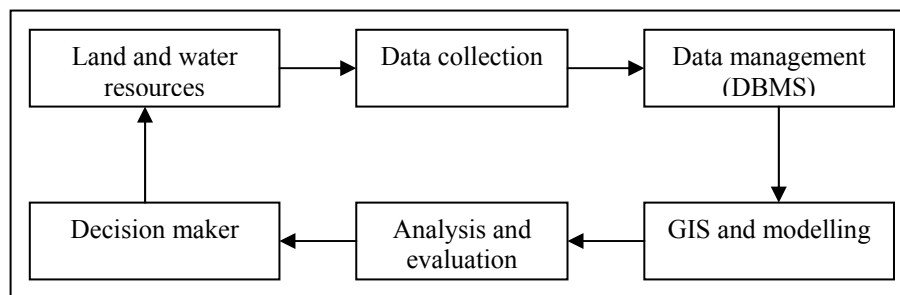 Land and water
resources
Data collection
Data management
(DBMS)
Decision maker
Analysis and
evaluation
GIS and modelling